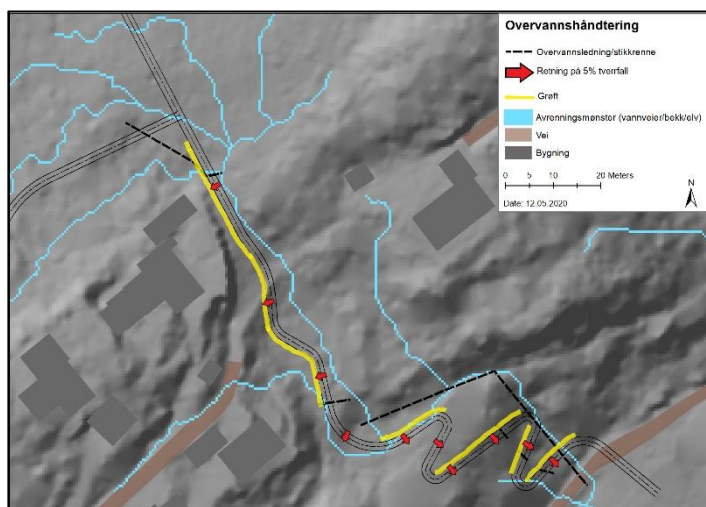 Overvannshåndtering
Overvannsledning/stikkrenne
Retning på 5% tverrfall
Grøft
Avrenningsmønster (vannveier/bekk/elv)
Vei
Bygning
0 5 10 20 Meters
N
Date: 12.05.2020